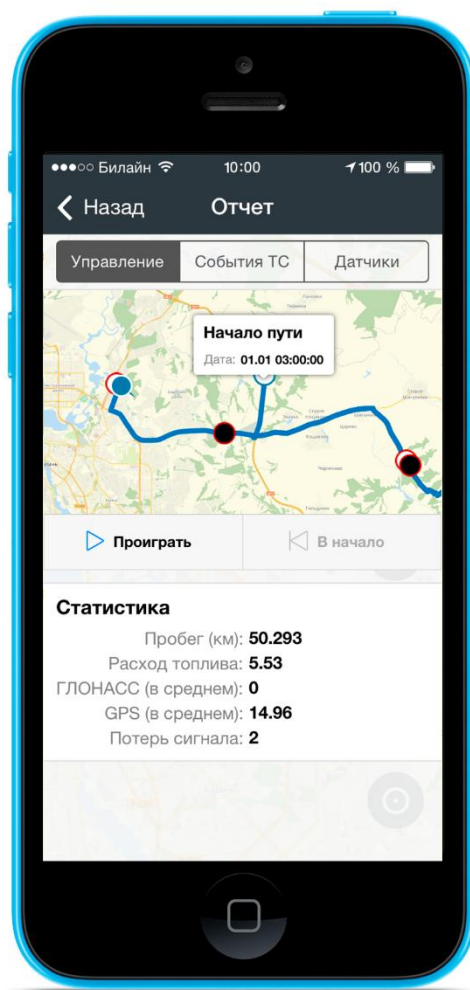 Билайн 10:00 100 %
Назад Отчет
Управление События ТС Датчики
Начало пути
Дата: 01.01 03:00:00
Проиграть В начало
Статистика
Пробег (км): 50.293
Расход топлива: 5.53
ГЛОНАСС (в среднем): 0
GPS (в среднем): 14.96
Потерь сигнала: 2